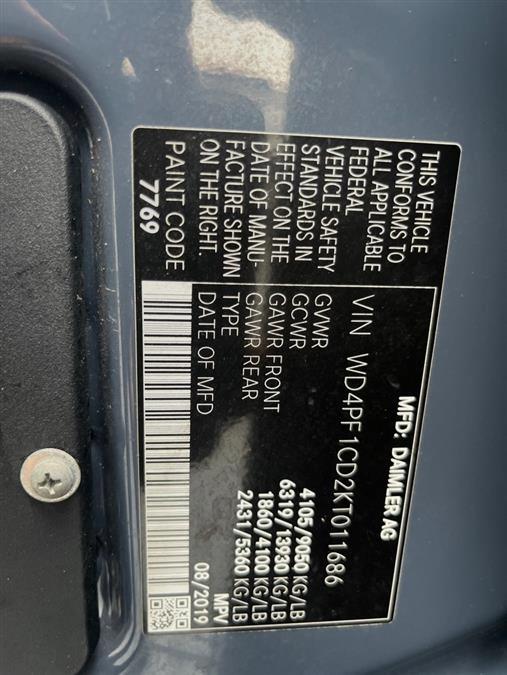 MFD: DAIMLER AG
VIN WD4PF1CD2KT011686
THIS VEHICLE
CONFORMS TO
ALL APPLICABLE
FEDERAL
VEHICLE SAFETY
STANDARDS IN
EFFECT ON THE
DATE OF MANU-
FACTURE SHOWN
ON THE RIGHT.
PAINT CODE
7769
GVWR 4105/9050 KG/LB
GCWR 6319/13930 KG/LB
GAWR FRONT 1860/4100 KG/LB
GAWR REAR 2431/5360 KG/LB
TYPE MPV
DATE OF MFD 08/2019